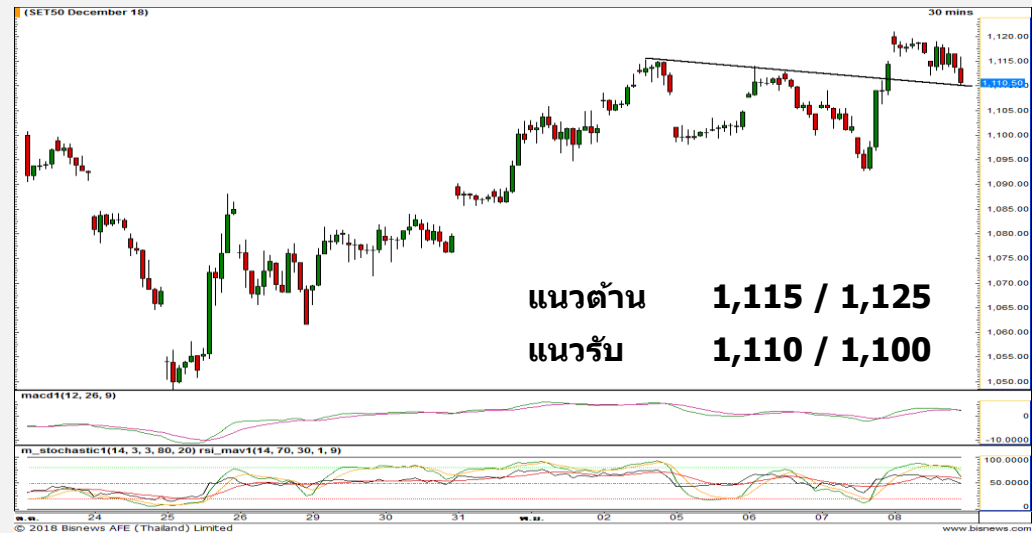 (SET50 December 18) 30 mins
1,120.00
1,115.00
1,110.50
1,105.00
1,100.00
1,095.00
1,090.00
1,085.00
1,080.00
1,075.00
1,070.00
1,065.00
1,060.00
1,055.00
1,050.00
แนวต้าน 1,115 / 1,125
แนวรับ 1,110 / 1,100
macd1(12, 26, 9)
0
-10.0000
m_stochastic1(14, 3, 3, 80, 20) rsi_mav1(14, 70, 30, 1, 9)
100.0000
50.0000
0
ต.ค. 24 25 26 29 30 31 พ.ย. 02 05 06 07 08
© 2018 Bisnews AFE (Thailand) Limited www.bisnews.com